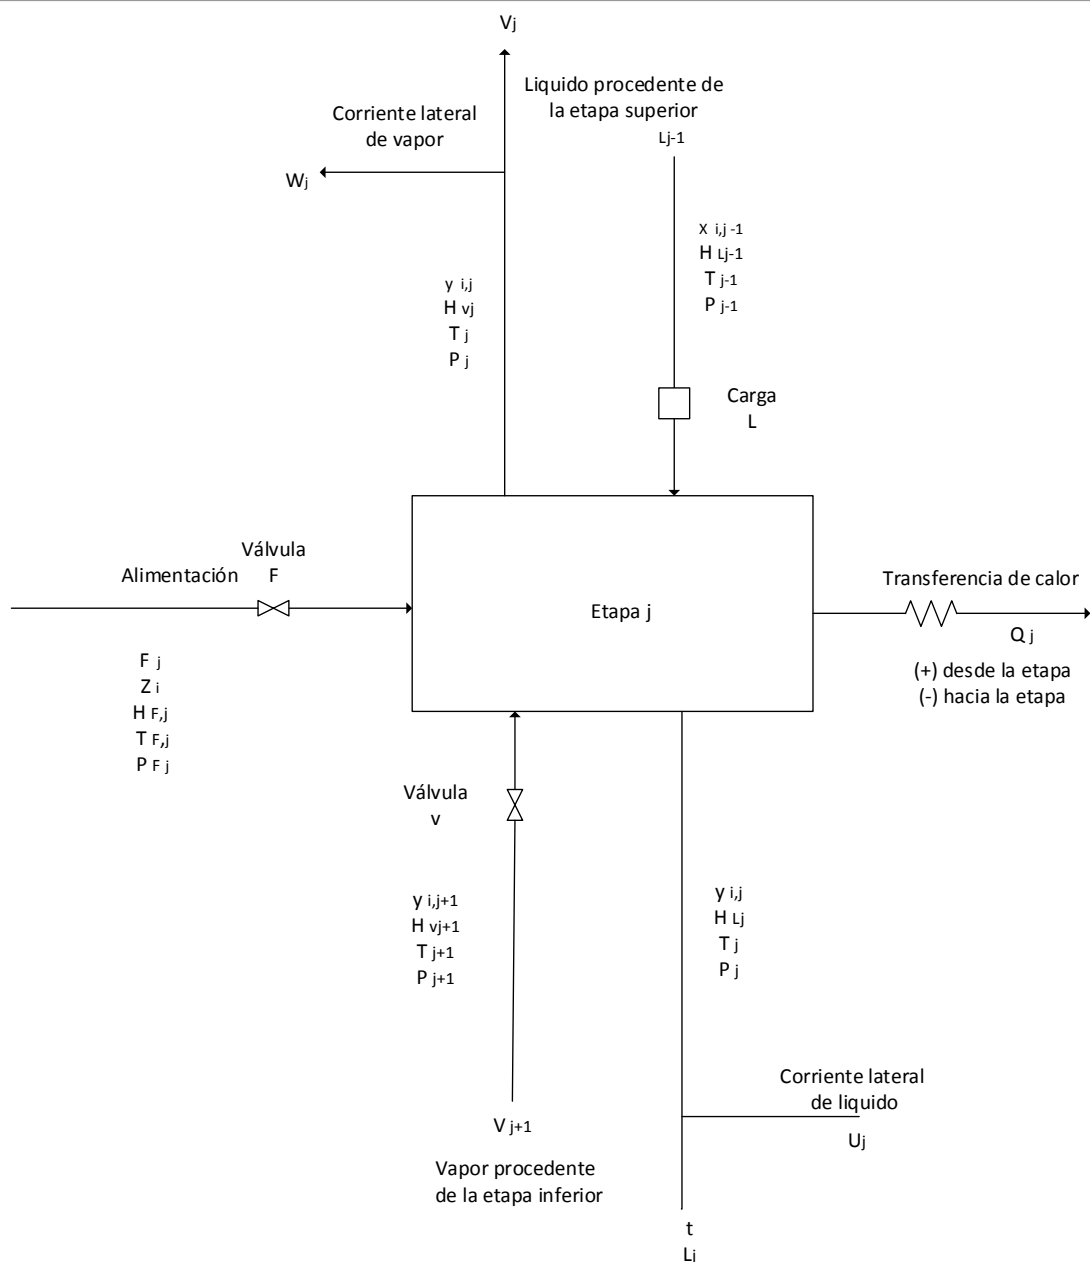 Vj
Liquido procedente de
la etapa superior
Lj-1
Corriente lateral
de vapor
Wj
x i,j -1
H Lj-1
T j-1
P j-1
y i,j
H vj
T j
P j
Carga
L
Válvula
F
Alimentación
Etapa j
Transferencia de calor
Q j
(+) desde la etapa
(-) hacia la etapa
F j
Z i
H F,j
T F,j
P F j
Válvula
v
y i,j+1
H vj+1
T j+1
P j+1
y i,j
H Lj
T j
P j
Corriente lateral
de liquido
Uj
V j+1
Vapor procedente
de la etapa inferior
t
Lj